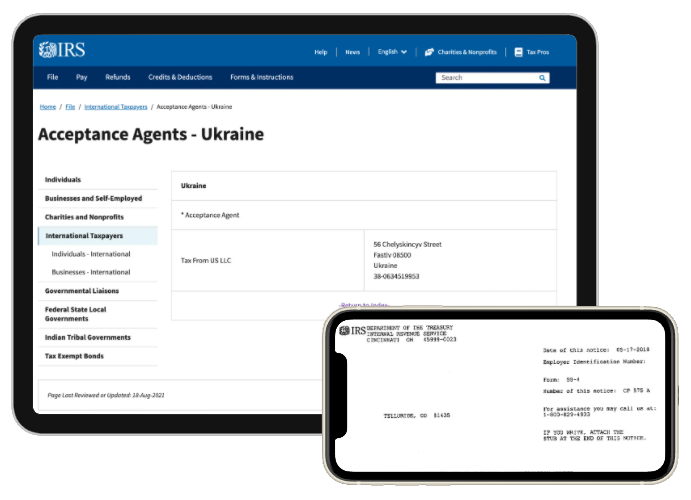 IRS
Help | News | English | Charities & Nonprofits | Tax Pros
File Pay Refunds Credits & Deductions Forms & Instructions Search
Home / File / International Taxpayers / Acceptance Agents - Ukraine
Acceptance Agents - Ukraine
Individuals
Businesses and Self-Employed
Charities and Nonprofits
International Taxpayers
Individuals - International
Businesses - International
Governmental Liaisons
Federal State Local
Governments
Indian Tribal Governments
Tax Exempt Bonds
Ukraine
* Acceptance Agent
Tax From US LLC
56 Chelyskincyv Street
Fastiv 08500
Ukraine
38-0634519953
Return to Index
Page Last Reviewed or Updated: 18-Aug-2021
IRS
DEPARTMENT OF THE TREASURY
INTERNAL REVENUE SERVICE
CINCINNATI OH 45999-0023
Date of this notice: 05-17-2018
Employer Identification Number:
Form: SS-4
Number of this notice: CP 575 A
For assistance you may call us at:
1-800-829-4933
IF YOU WRITE, ATTACH THE
STUB AT THE END OF THIS NOTICE.
TELLURIDE, CO 81435